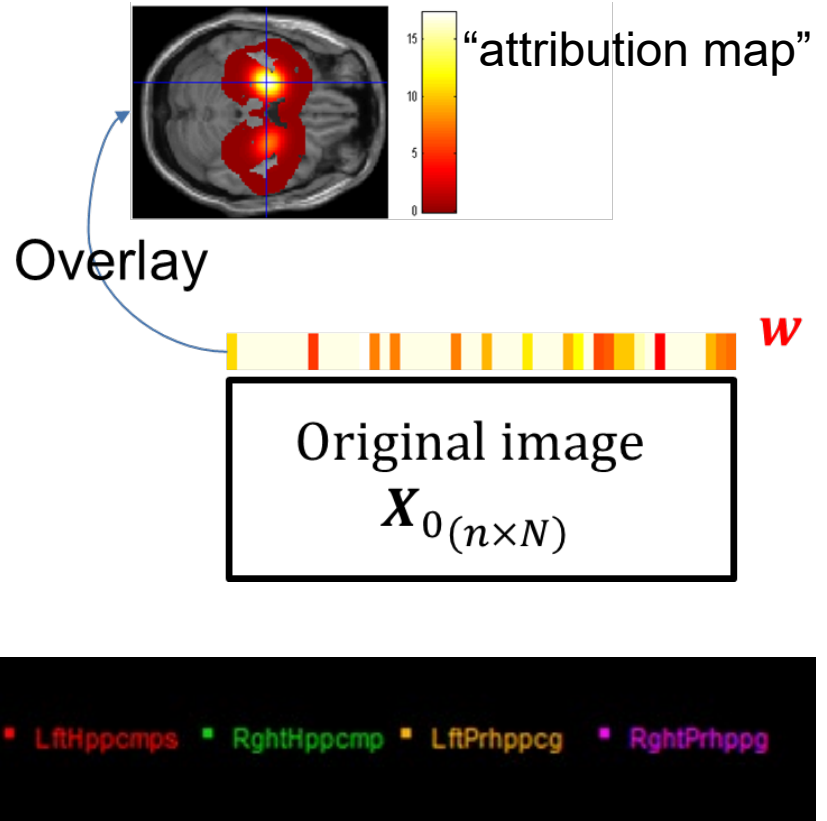 “attribution map”
15
10
5
0
Overlay
w
Original image
X0(n×N)
LftHppcmps RghtHppcmp LftPrhppcg RghtPrhppg